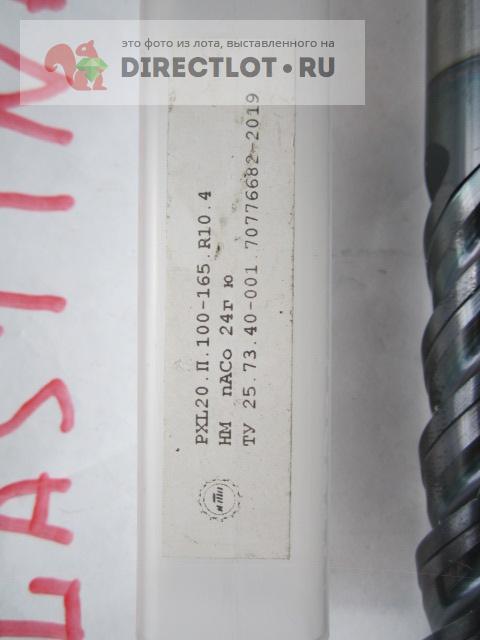 это фото из лота, выставленного на
DIRECTLOT.RU
PXL20.П.100-165.R10.4
НМ nACo 24г ю
ТУ 25.73.40-001.70776682-2019